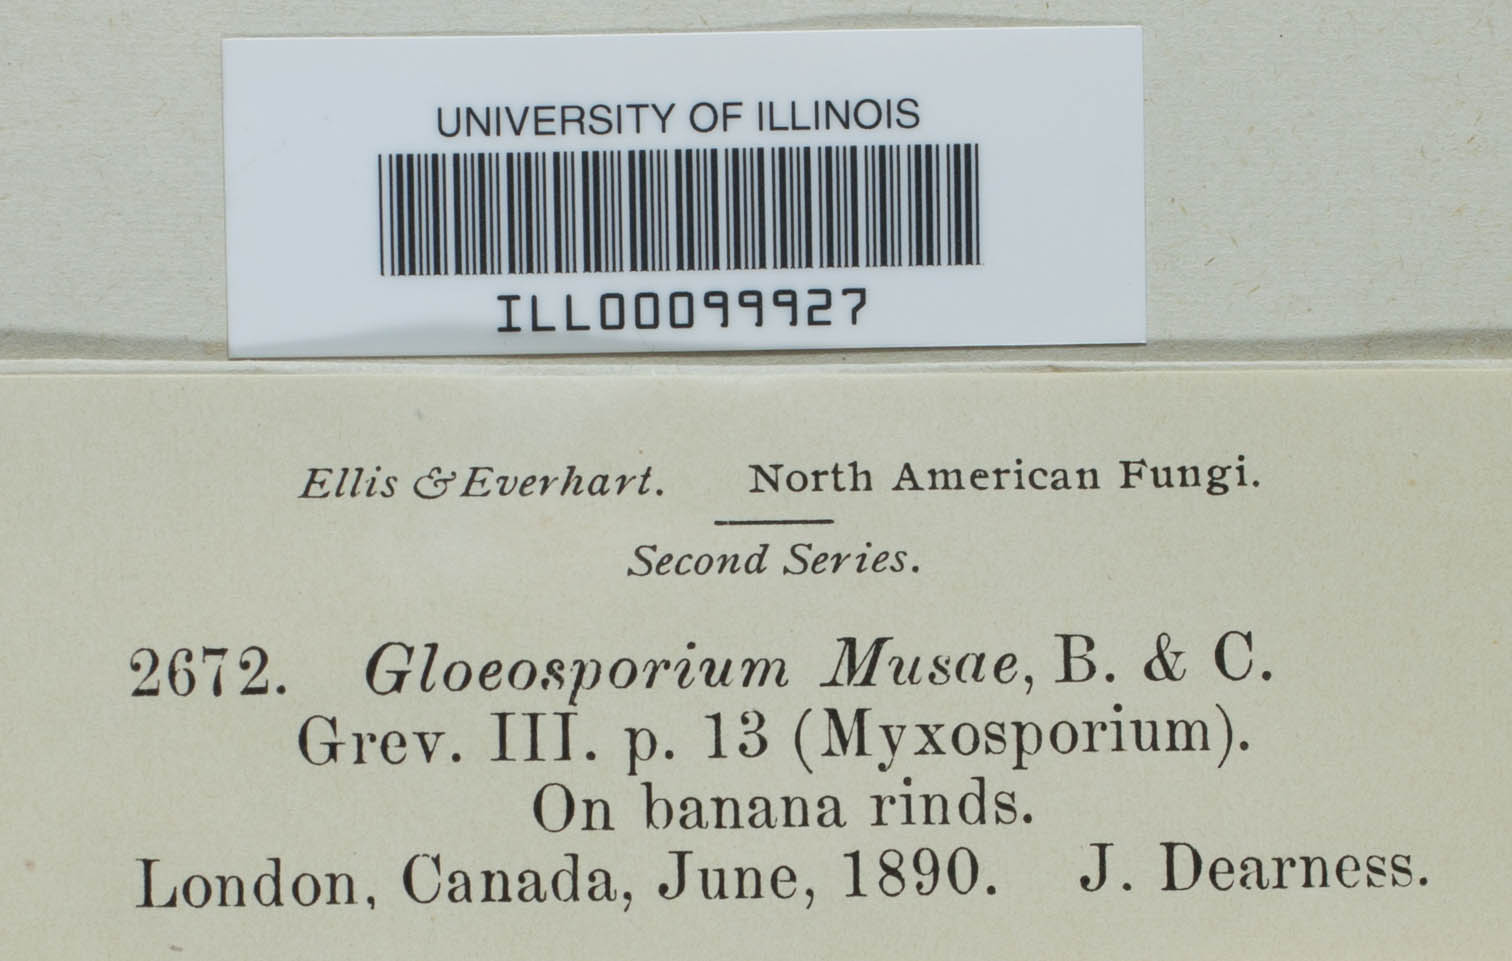 UNIVERSITY OF ILLINOIS
ILL00099927
Ellis & Everhart. North American Fungi.
Second Series.
2672. Gloeosporium Musae, B. & C.
Grev. III. p. 13 (Myxosporium).
On banana rinds.
London, Canada, June, 1890. J. Dearness.